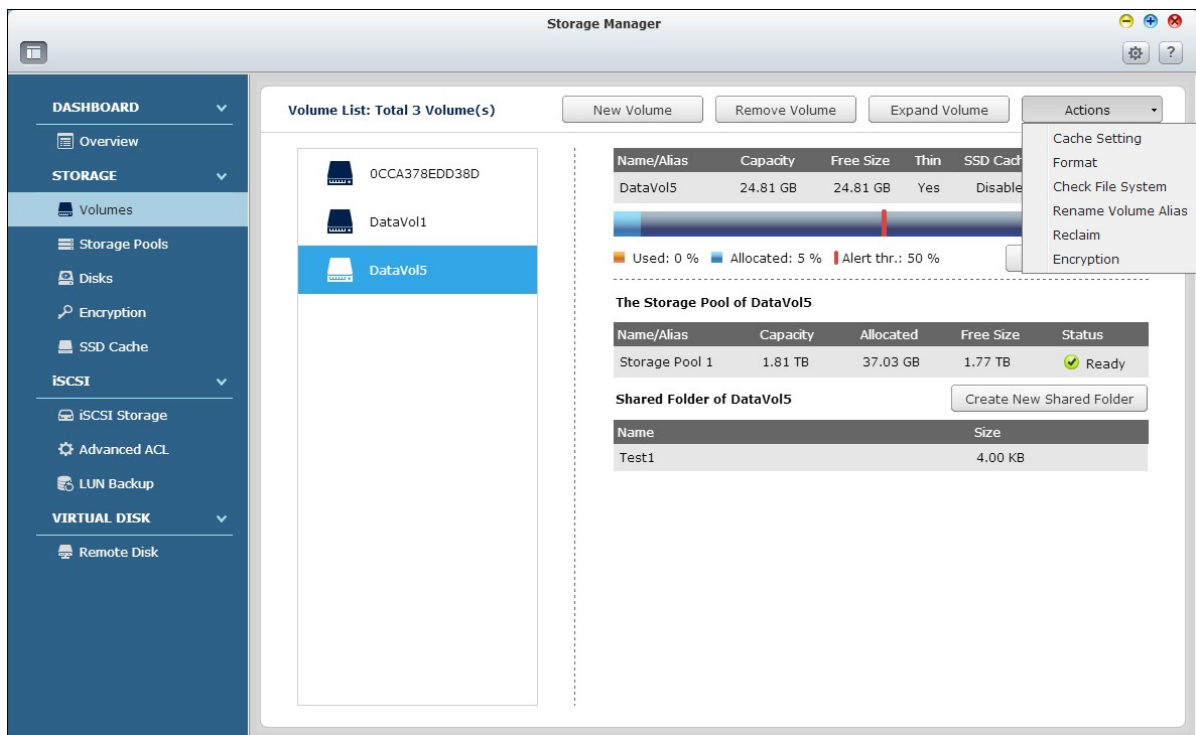 Storage Manager
?
DASHBOARD
Overview
STORAGE
Volumes
Storage Pools
Disks
Encryption
SSD Cache
iSCSI
iSCSI Storage
Advanced ACL
LUN Backup
VIRTUAL DISK
Remote Disk
Volume List: Total 3 Volume(s)
New Volume
Remove Volume
Expand Volume
Actions
Cache Setting
Format
Check File System
Rename Volume Alias
Reclaim
Encryption
0CCA378EDD38D
DataVol1
DataVol5
Name/Alias Capacity Free Size Thin SSD
DataVol5 24.81 GB 24.81 GB Yes Disable
Used: 0 % Allocated: 5 % Alert thr.: 50 %
The Storage Pool of DataVol5
Name/Alias Capacity Allocated Free Size Status
Storage Pool 1 1.81 TB 37.03 GB 1.77 TB Ready
Shared Folder of DataVol5
Create New Shared Folder
Name Size
Test1 4.00 KB